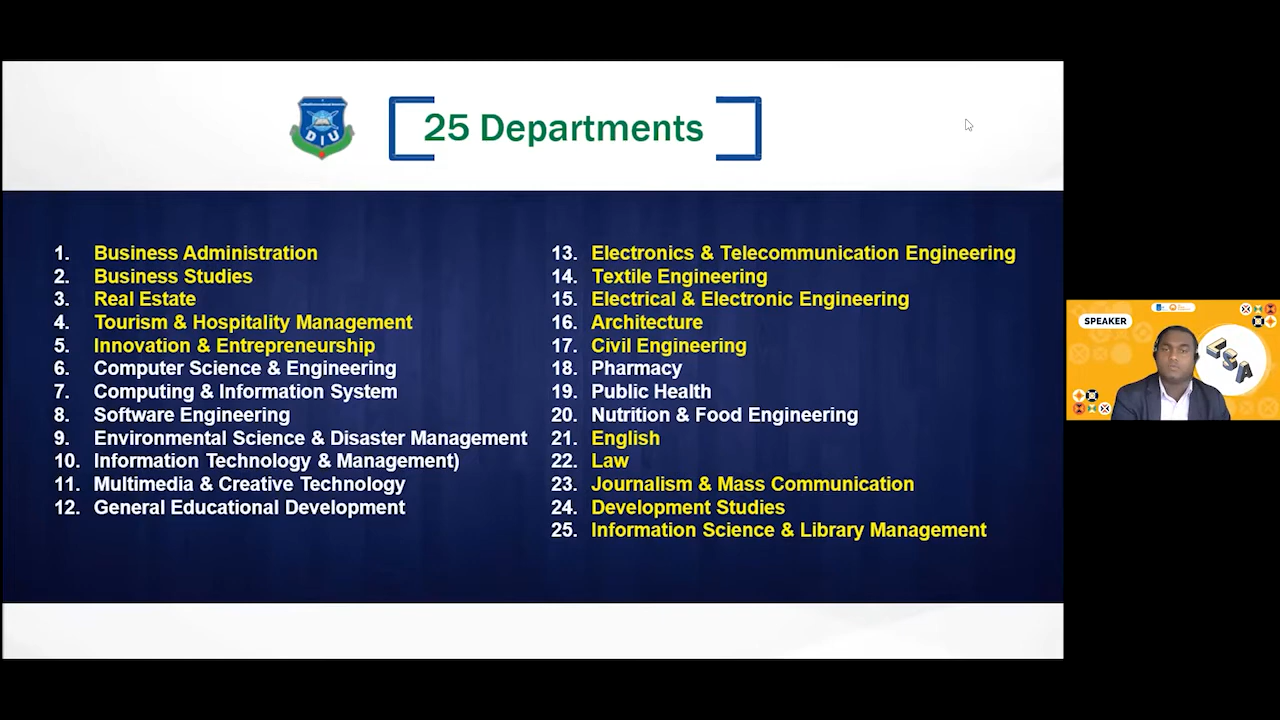 DIU
25 Departments
1. Business Administration
2. Business Studies
3. Real Estate
4. Tourism & Hospitality Management
5. Innovation & Entrepreneurship
6. Computer Science & Engineering
7. Computing & Information System
8. Software Engineering
9. Environmental Science & Disaster Management
10. Information Technology & Management)
11. Multimedia & Creative Technology
12. General Educational Development
13. Electronics & Telecommunication Engineering
14. Textile Engineering
15. Electrical & Electronic Engineering
16. Architecture
17. Civil Engineering
18. Pharmacy
19. Public Health
20. Nutrition & Food Engineering
21. English
22. Law
23. Journalism & Mass Communication
24. Development Studies
25. Information Science & Library Management
SPEAKER